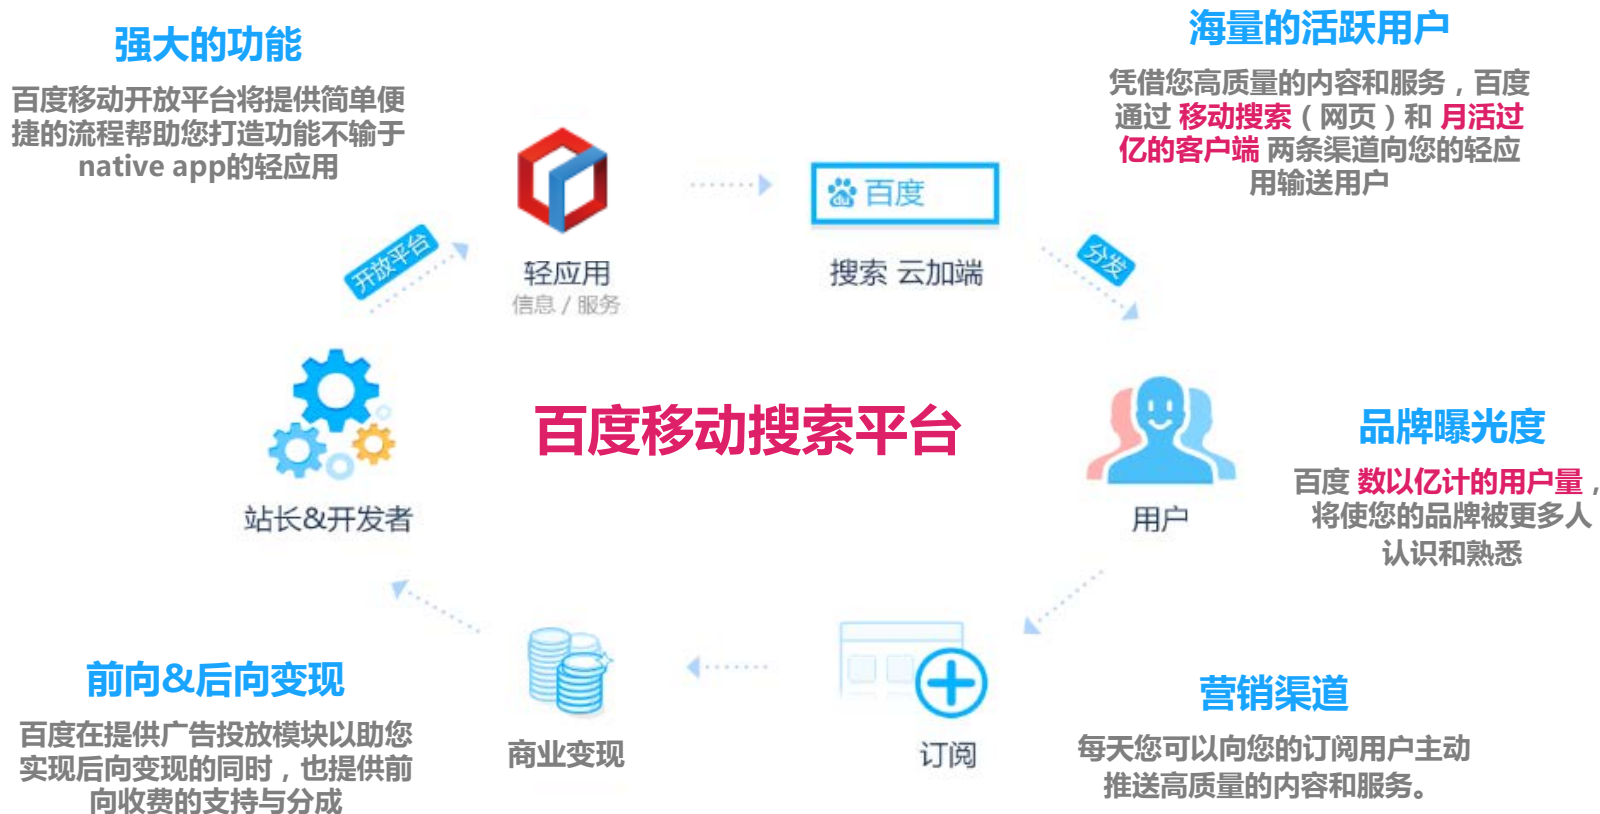 强大的功能
百度移动开放平台将提供简单便
捷的流程帮助您打造功能不输于
native app的轻应用
海量的活跃用户
凭借您高质量的内容和服务，百度
通过 移动搜索（网页）和 月活过
亿的客户端 两条渠道向您的轻应
用输送用户
开放平台
轻应用
信息 / 服务
du 百度
搜索 云加端
分发
站长&开发者
百度移动搜索平台
用户
品牌曝光度
百度 数以亿计的用户量，
将使您的品牌被更多人
认识和熟悉
前向&后向变现
百度在提供广告投放模块以助您
实现后向变现的同时，也提供前
向收费的支持与分成
商业变现
订阅
营销渠道
每天您可以向您的订阅用户主动
推送高质量的内容和服务。